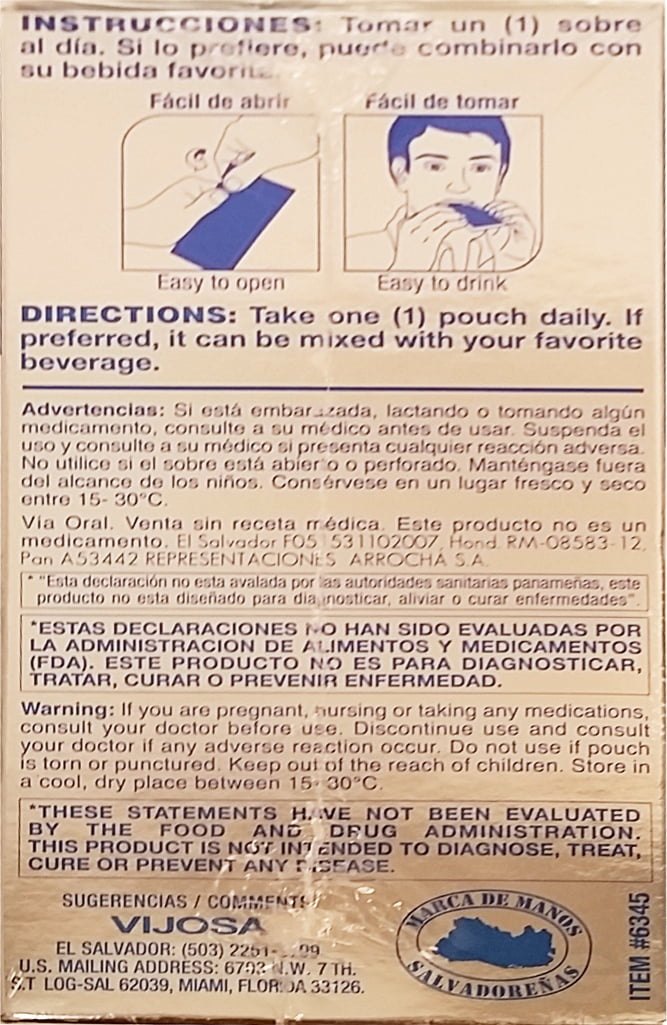 INSTRUCCIONES: Tomar un (1) sobre
al día. Si lo prefiere, puede combinarlo con
su bebida
Fácil de abrir
Fácil de tomar
Easy to open
Easy to drink
DIRECTIONS: Take one (1) pouch daily. If
preferred, it can be mixed with your favorite
beverage.
Advertencias: Si está embarazada, lactando o tomando algún
medicamento, consulte a su médico antes de usar. Suspenda el
uso y consulte a su médico si presenta cualquier reacción adversa.
No utilice si el sobre está abierto o perforado. Manténgase fuera
del alcance de los niños. Consérvese en un lugar fresco y seco
entre 15- 30°C.
Via Oral. Venta sin receta médica. Este producto no es un
medicamento. El Salvador F051531102007, Hond. RM-08583-12,
Pan A53442 REPRESENTACIONES ARROCHA S.A.
* "Esta declaración no esta avalada por las autoridades sanitarias panameñas, este
producto no esta diseñado para diagnosticar, aliviar o curar enfermedades".
*ESTAS DECLARACIONES NO HAN SIDO EVALUADAS POR
LA ADMINISTRACION DE ALIMENTOS Y MEDICAMENTOS
(FDA). ESTE PRODUCTO NO ES PARA DIAGNOSTICAR,
TRATAR, CURAR O PREVENIR ENFERMEDAD.
Warning: If you are pregnant, nursing or taking any medications,
consult your doctor before use. Discontinue use and consult
your doctor if any adverse reaction occur. Do not use if pouch
is torn or punctured. Keep out of the reach of children. Store in
a cool, dry place between 15- 30°C.
*THESE STATEMENTS HAVE NOT BEEN EVALUATED
BY THE FOOD AND DRUG ADMINISTRATION.
THIS PRODUCT IS NOT INTENDED TO DIAGNOSE, TREAT,
CURE OR PREVENT ANY DISEASE.
SUGERENCIAS / COMMENTS
VIJOSA
EL SALVADOR: (503)
U.S. MAILING ADDRESS: N.W. 7 TH.
S.T LOG-SAL 62039, MIAMI, FLORIDA 33126.
MARCA DE MANOS
SALVADOREÑAS
ITEM #6345